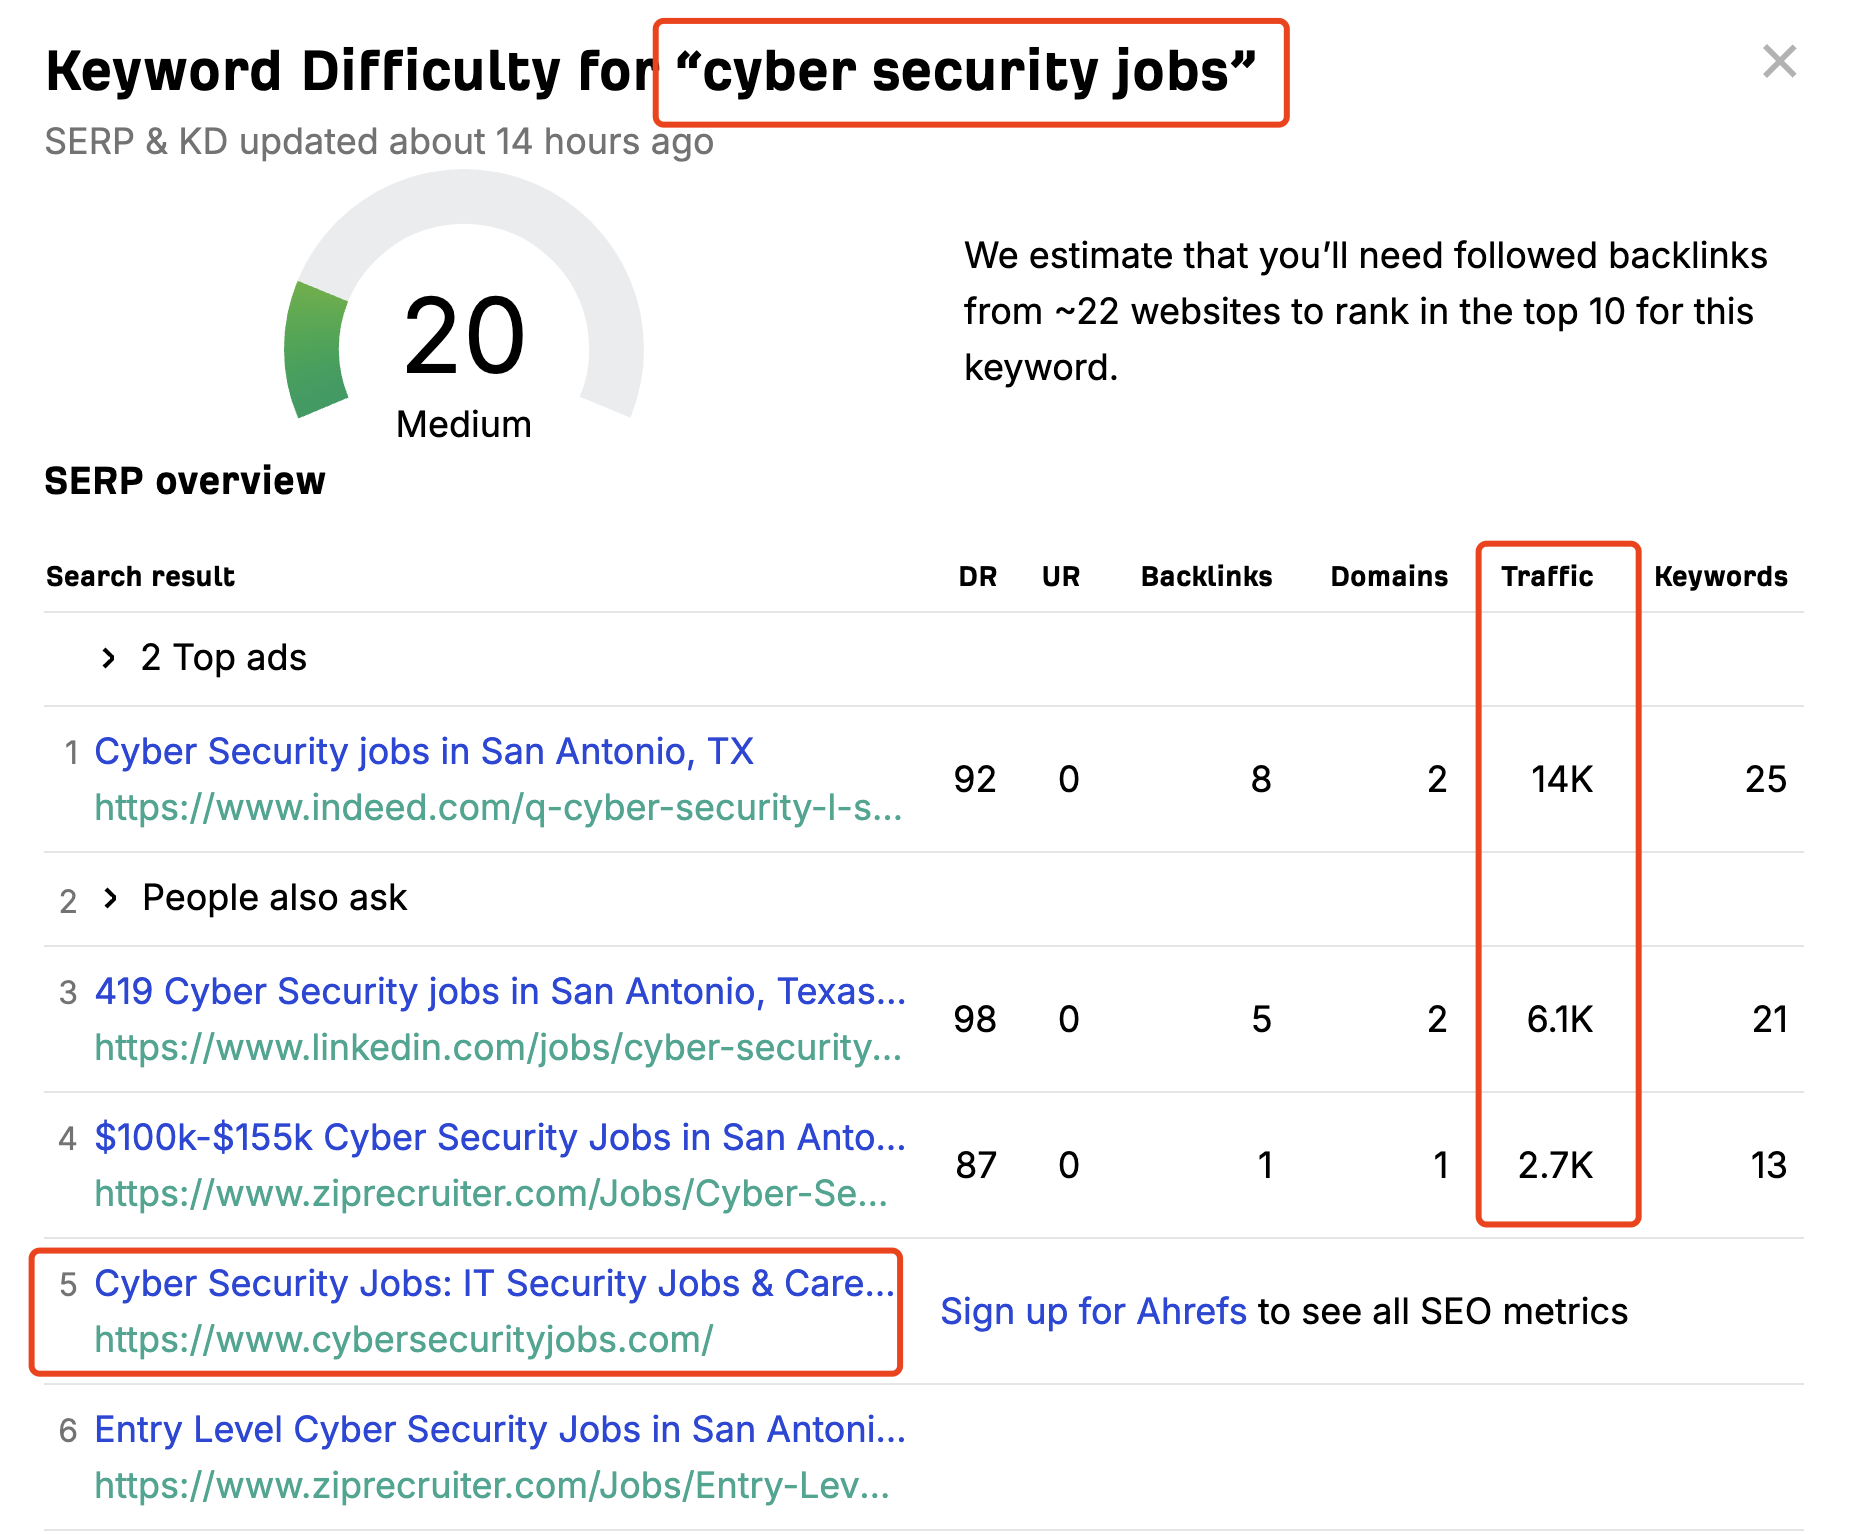 Keyword Difficulty for “cyber security jobs”
SERP & KD updated about 14 hours ago
20
Medium
We estimate that you’ll need followed backlinks
from ~22 websites to rank in the top 10 for this
keyword.
SERP overview
Search result DR UR Backlinks Domains Traffic Keywords
2 Top ads
1 Cyber Security jobs in San Antonio, TX
https://www.indeed.com/q-cyber-security-l-s...
92 0 8 2 14K 25
2 People also ask
3 419 Cyber Security jobs in San Antonio, Texas...
https://www.linkedin.com/jobs/cyber-security...
98 0 5 2 6.1K 21
4 $100k-$155k Cyber Security Jobs in San Anto...
https://www.ziprecruiter.com/Jobs/Cyber-Se...
87 0 1 1 2.7K 13
5 Cyber Security Jobs: IT Security Jobs & Care...
https://www.cybersecurityjobs.com/
Sign up for Ahrefs to see all SEO metrics
6 Entry Level Cyber Security Jobs in San Antoni...
https://www.ziprecruiter.com/Jobs/Entry-Lev...